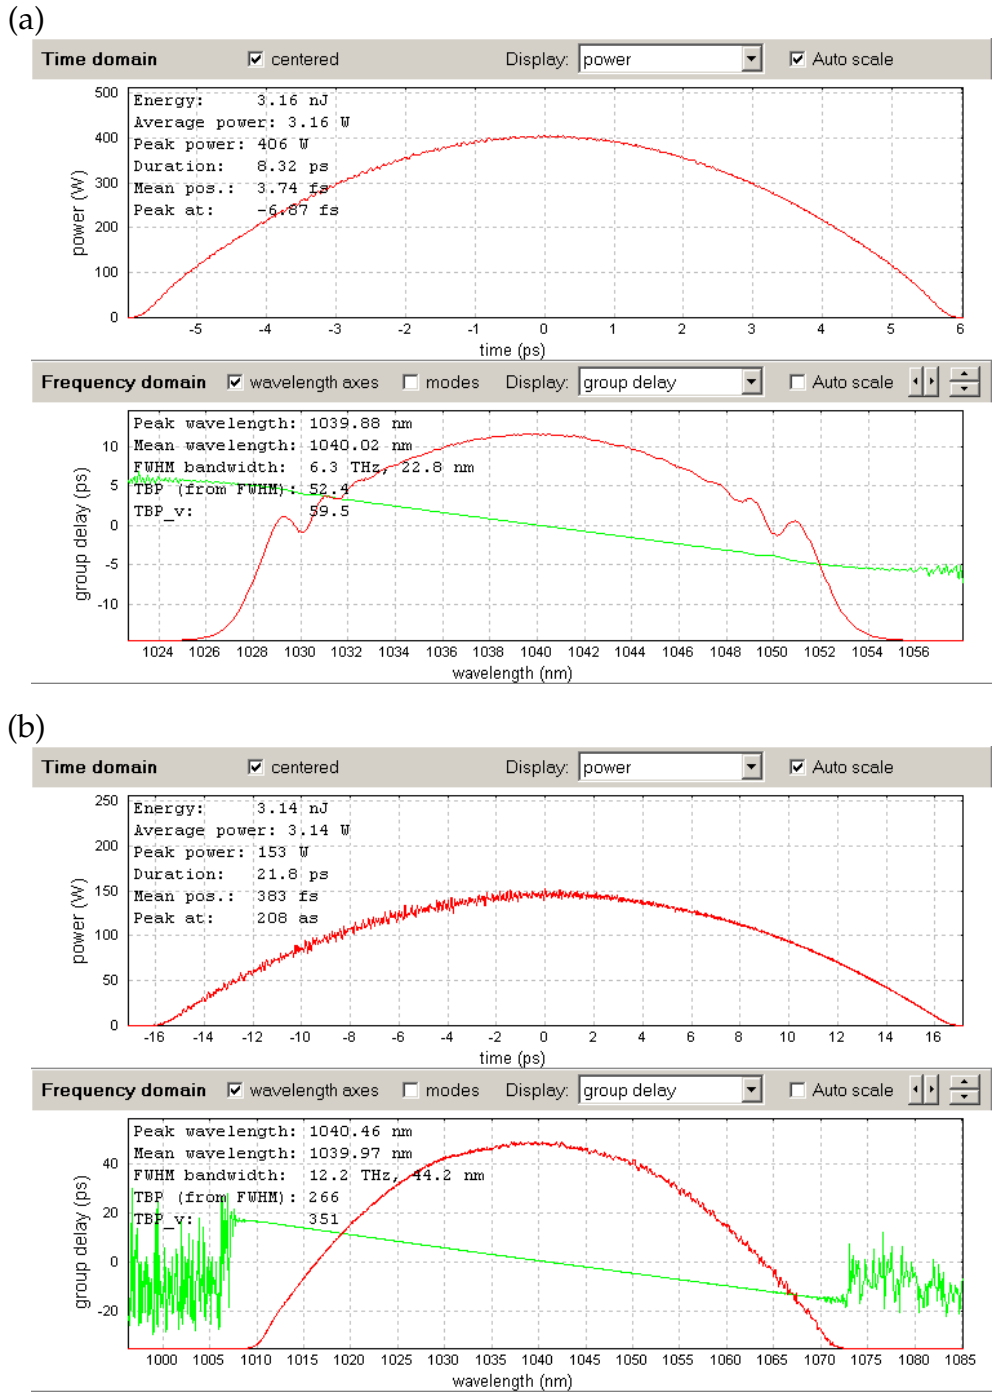 (a)
Time domain centered Display: power Auto scale
Energy: 3.16 nJ
Average power: 3.16 W
Peak power: 406 W
Duration: 8.32 ps
Mean pos.: 3.74 fs
Peak at: -6.87 fs
power (W)
500
400
300
200
100
0
-5 -4 -3 -2 -1 0 1 2 3 4 5 6
time (ps)
Frequency domain wavelength axes modes Display: group delay Auto scale
Peak wavelength: 1039.88 nm
Mean wavelength: 1040.02 nm
FWHM bandwidth: 6.3 THz, 22.8 nm
TBP (from FWHM): 52.4
TBP_v: 59.5
group delay (ps)
10
5
0
-5
-10
1024 1026 1028 1030 1032 1034 1036 1038 1040 1042 1044 1046 1048 1050 1052 1054 1056
wavelength (nm)
(b)
Time domain centered Display: power Auto scale
Energy: 3.14 nJ
Average power: 3.14 W
Peak power: 153 W
Duration: 21.8 ps
Mean pos.: 383 fs
Peak at: 208 as
power (W)
250
200
150
100
50
0
-16 -14 -12 -10 -8 -6 -4 -2 0 2 4 6 8 10 12 14 16
time (ps)
Frequency domain wavelength axes modes Display: group delay Auto scale
Peak wavelength: 1040.46 nm
Mean wavelength: 1039.97 nm
FWHM bandwidth: 12.2 THz, 44.2 nm
TBP (from FWHM): 266
TBP_v: 351
group delay (ps)
40
20
0
-20
1000 1005 1010 1015 1020 1025 1030 1035 1040 1045 1050 1055 1060 1065 1070 1075 1080 1085
wavelength (nm)